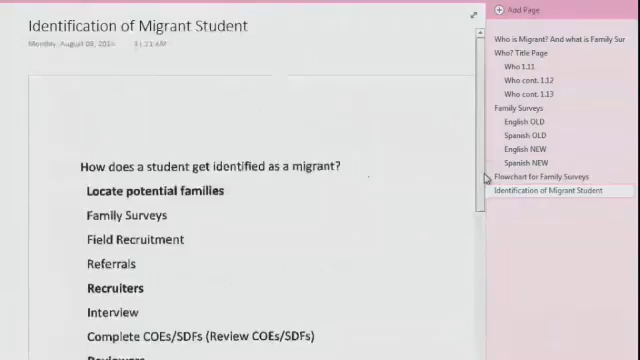 Identification of Migrant Student
Monday, August 08,
How does a student get identified as a migrant?
Locate potential families
Family Surveys
Field Recruitment
Referrals
Recruiters
Interview
Complete COEs/SDFs (Review COEs/SDFs)
Reviewers
Add Page
Who is Migrant? And what is Family Sur
Who? Title Page
Who 1.11
Who cont. 1.12
Who cont. 1.13
Family Surveys
English OLD
Spanish OLD
English NEW
Spanish NEW
Flowchart for Family Surveys
Identification of Migrant Student